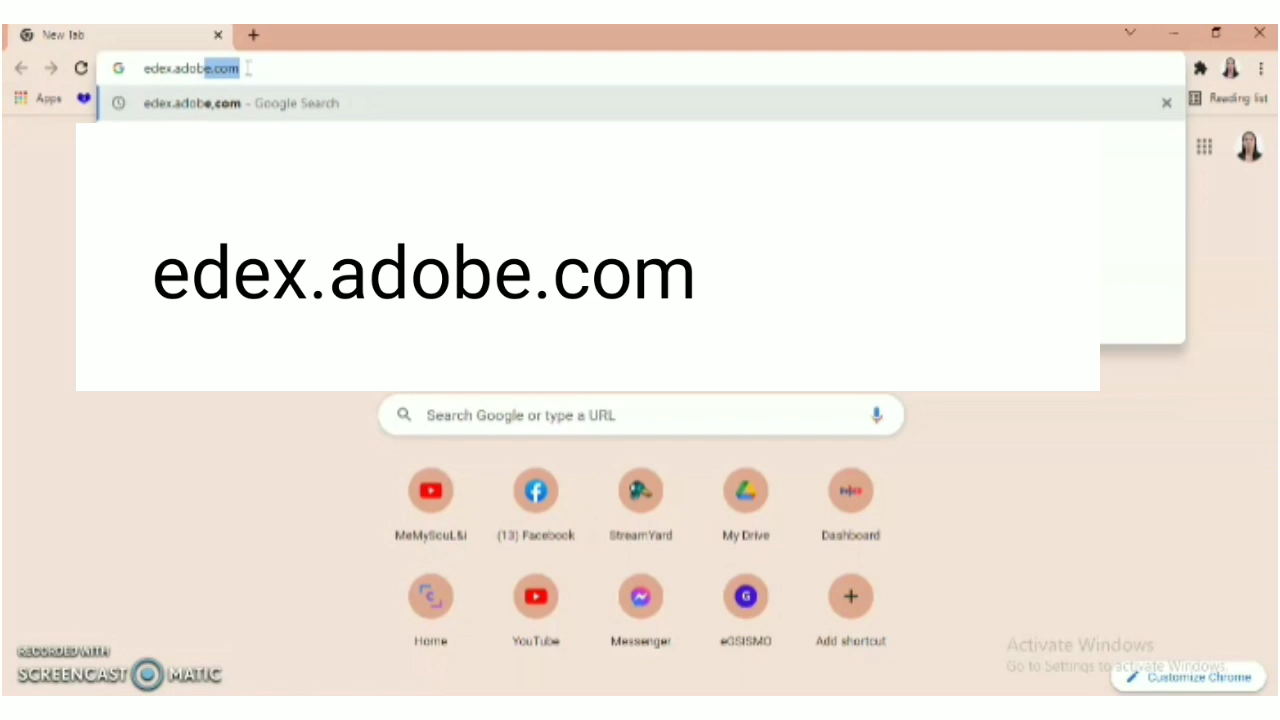 New Tab
edex.adobe.com
edex.adobe,com - Google Search
Apps
Reading list
edex.adobe.com
Search Google or type a URL
MeMySouL&i
(13) Facebook
StreamYard
My Drive
Dashboard
Home
YouTube
Messenger
eGSISMO
Add shortcut
RECORDED WITH
SCREENCAST MATIC
Activate Windows
Go to Settings to activate Windows.
Customize Chrome